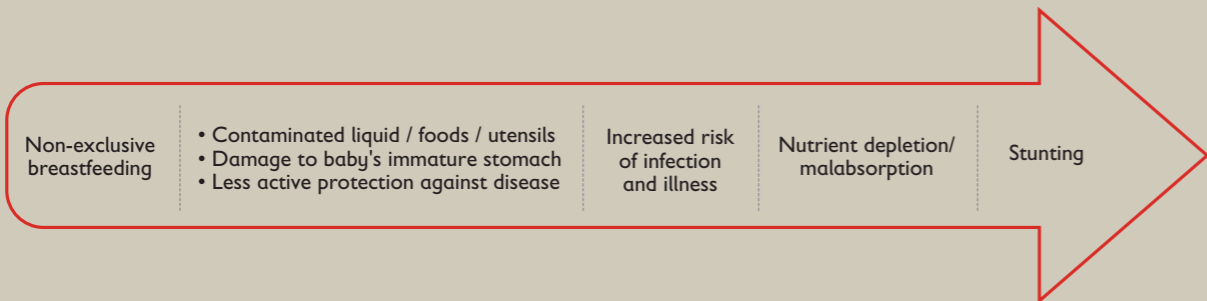 Non-exclusive
breastfeeding
• Contaminated liquid / foods / utensils
• Damage to baby's immature stomach
• Less active protection against disease
Increased risk
of infection
and illness
Nutrient depletion/
malabsorption
Stunting